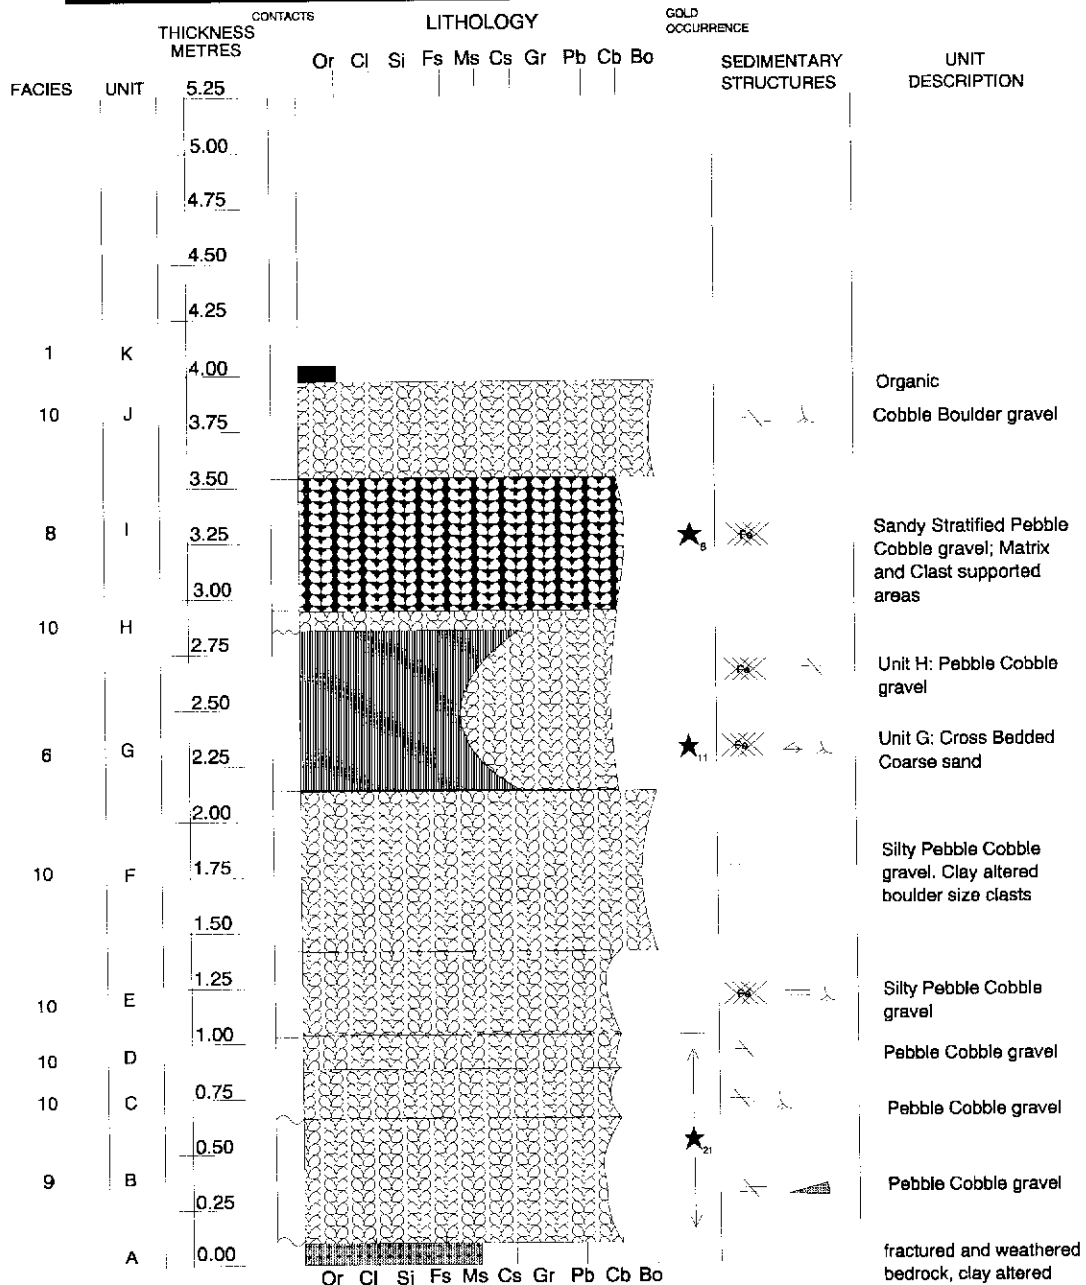 CONTACTS
LITHOLOGY
GOLD
OCCURRENCE
THICKNESS
METRES
Or Cl Si Fs Ms Cs Gr Pb Cb Bo
SEDIMENTARY
STRUCTURES
UNIT
DESCRIPTION
FACIES UNIT 5.25
5.00
4.75
4.50
4.25
1 K
4.00
Organic
10 J Cobble Boulder gravel
3.75
3.50
8 I 3.25 8 Fe Sandy Stratified Pebble
Cobble gravel; Matrix
and Clast supported
areas
3.00
10 H
2.75
Fe Unit H: Pebble Cobble
gravel
2.50
6 G 11 Fe Unit G: Cross Bedded
Coarse sand
2.25
2.00
Silty Pebble Cobble
gravel. Clay altered
boulder size clasts
10 F 1.75
1.50
1.25
10 E Fe Silty Pebble Cobble
gravel
1.00
10 D Pebble Cobble gravel
0.75
10 C Pebble Cobble gravel
0.50
21
9 B Pebble Cobble gravel
0.25
A 0.00 fractured and weathered
bedrock, clay altered
Or Cl Si Fs Ms Cs Gr Pb Cb Bo